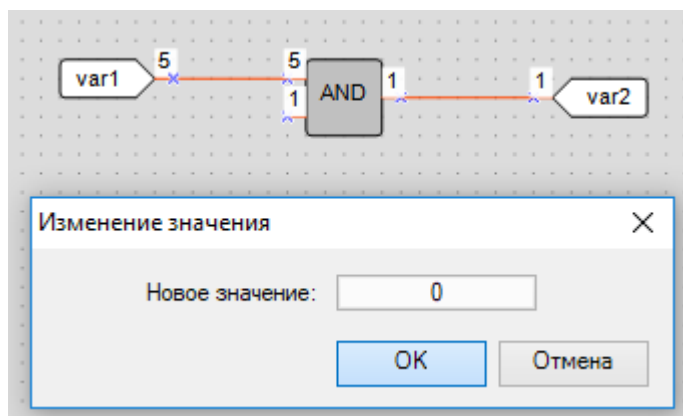 5
5
var1
1
AND
1
1
var2
Изменение значения
Новое значение:
0
OK
Отмена